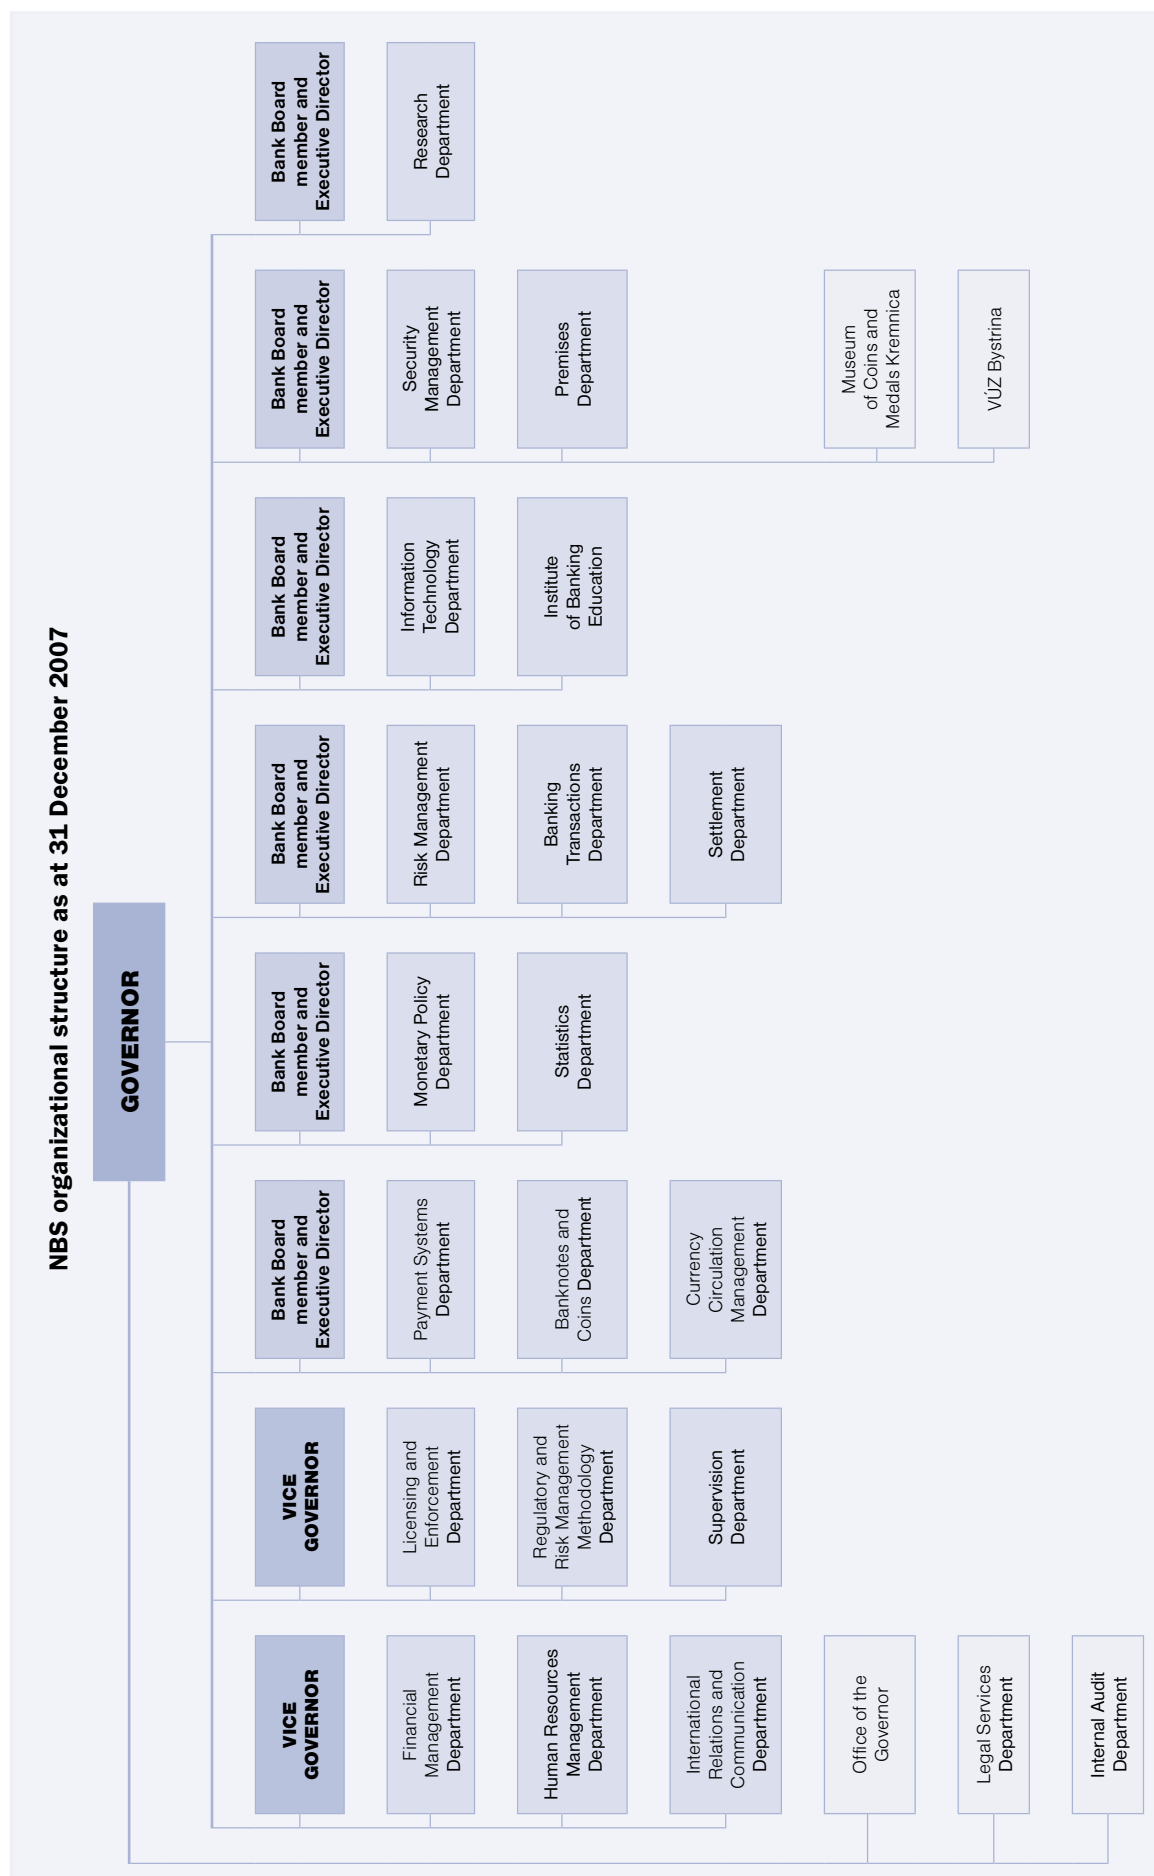 NBS organizational structure as at 31 December 2007
GOVERNOR
VICE
GOVERNOR
Financial
Management
Department
Human Resources
Management
Department
International
Relations and
Communication
Department
Office of the
Governor
Legal Services
Department
Internal Audit
Department
VICE
GOVERNOR
Licensing and
Enforcement
Department
Regulatory and
Risk Management
Methodology
Department
Supervision
Department
Bank Board
member and
Executive Director
Payment Systems
Department
Banknotes and
Coins Department
Currency
Circulation
Management
Department
Bank Board
member and
Executive Director
Monetary Policy
Department
Statistics
Department
Bank Board
member and
Executive Director
Risk Management
Department
Banking
Transactions
Department
Settlement
Department
Bank Board
member and
Executive Director
Information
Technology
Department
Institute
of Banking
Education
Bank Board
member and
Executive Director
Security
Management
Department
Premises
Department
Museum
of Coins and
Medals Kremnica
VÚZ Bystrina
Bank Board
member and
Executive Director
Research
Department